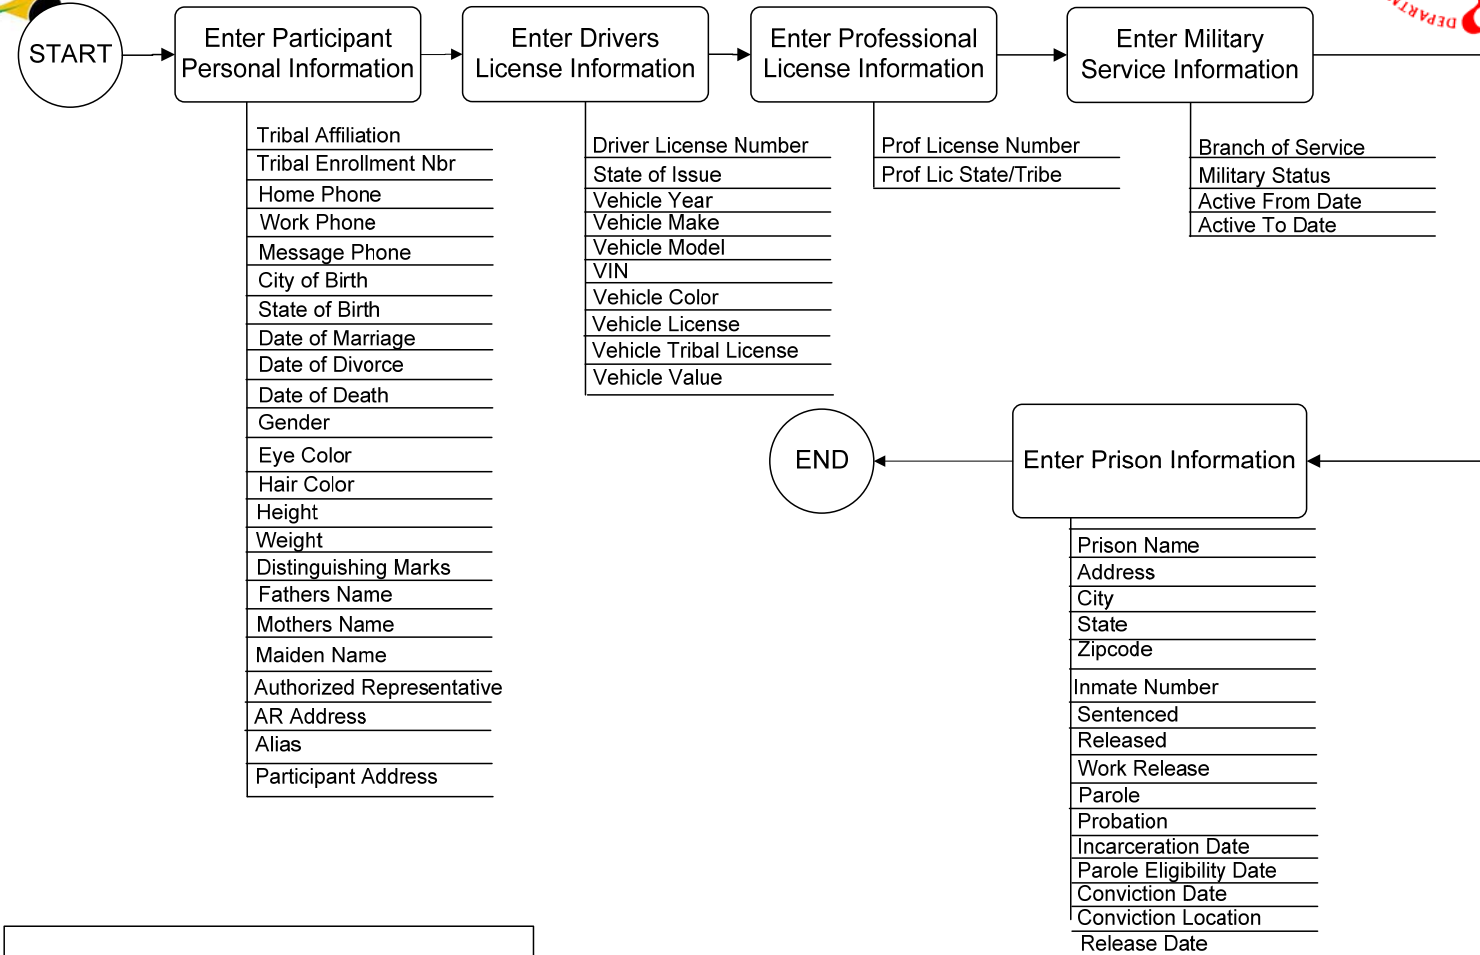 START
Enter Participant
Personal Information
Enter Drivers
License Information
Enter Professional
License Information
Enter Military
Service Information
Tribal Affiliation
Tribal Enrollment Nbr
Home Phone
Work Phone
Message Phone
City of Birth
State of Birth
Date of Marriage
Date of Divorce
Date of Death
Gender
Eye Color
Hair Color
Height
Weight
Distinguishing Marks
Fathers Name
Mothers Name
Maiden Name
Authorized Representative
AR Address
Alias
Participant Address
Driver License Number
State of Issue
Vehicle Year
Vehicle Make
Vehicle Model
VIN
Vehicle Color
Vehicle License
Vehicle Tribal License
Vehicle Value
Prof License Number
Prof Lic State/Tribe
Branch of Service
Military Status
Active From Date
Active To Date
END
Enter Prison Information
Prison Name
Address
City
State
Zipcode
Inmate Number
Sentenced
Released
Work Release
Parole
Probation
Incarceration Date
Parole Eligibility Date
Conviction Date
Conviction Location
Release Date